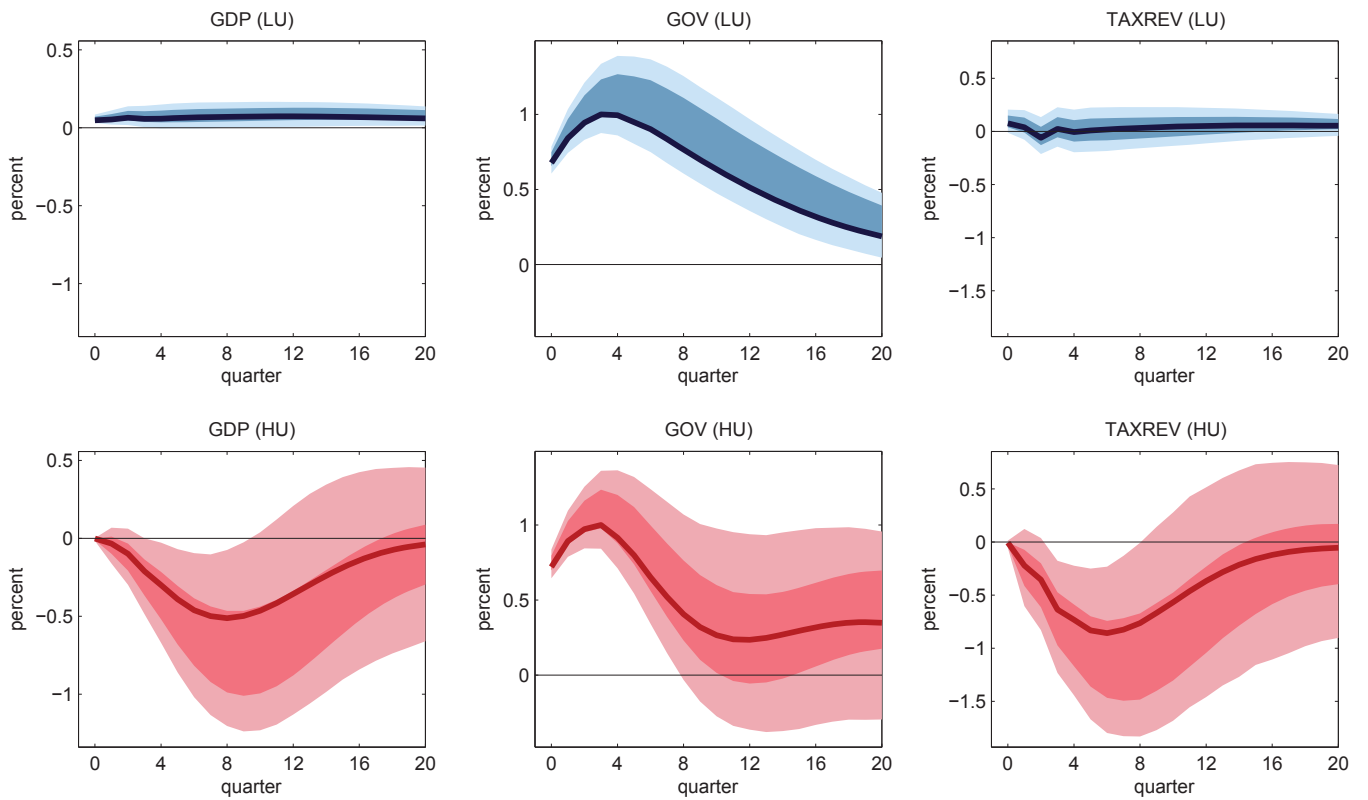 GDP (LU)
0.5
0
−0.5
−1
percent
0 4 8 12 16 20
quarter
GOV (LU)
1
0.5
0
percent
0 4 8 12 16 20
quarter
TAXREV (LU)
0.5
0
−0.5
−1
−1.5
percent
0 4 8 12 16 20
quarter
GDP (HU)
0.5
0
−0.5
−1
percent
0 4 8 12 16 20
quarter
GOV (HU)
1
0.5
0
percent
0 4 8 12 16 20
quarter
TAXREV (HU)
0.5
0
−0.5
−1
−1.5
percent
0 4 8 12 16 20
quarter